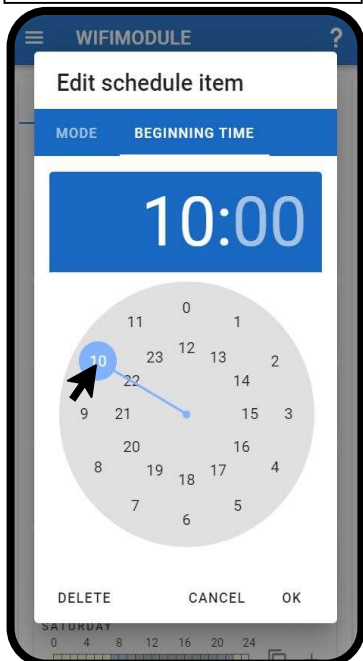 WIFIMODULE ?
Edit schedule item
MODE BEGINNING TIME
10:00
0
11 1
12
10 23 13 2
22 14
9 21 15 3
20 16
8 19 17 4
18
7 5
6
DELETE CANCEL OK
SATURDAY
0 4 8 12 16 20 24